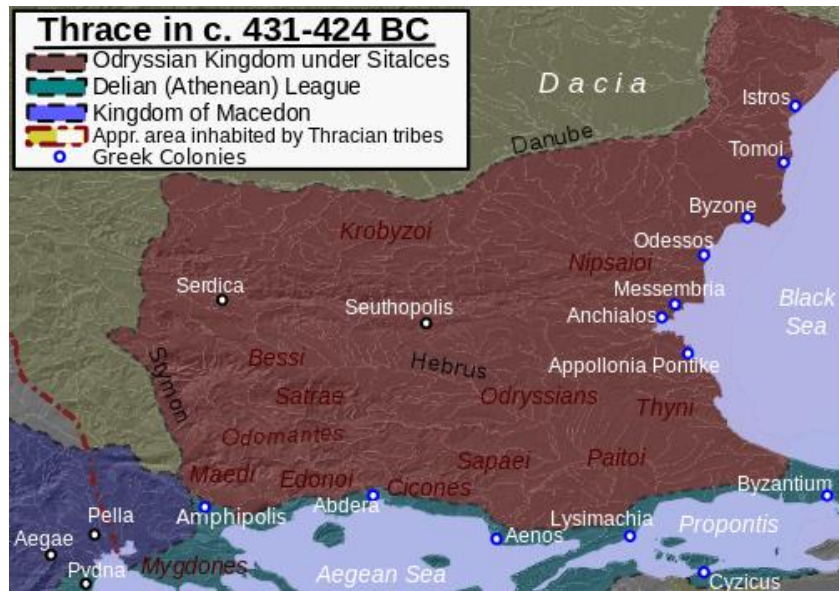 Thrace in c. 431-424 BC
Odryssian Kingdom under Sitalces
Delian (Athenean) League
Kingdom of Macedon
Appr. area inhabited by Thracian tribes
Greek Colonies
Dacia
Danube
Istros
Tomoi
Byzone
Krobyzoi
Odessos
Nipsaioi
Serdica
Messembria
Seuthopolis
Anchialos
Black
Sea
Strymon
Bessi
Hebrus
Appollonia Pontike
Satrae
Odryssians
Thyni
Odomantes
Sapaei
Paitoi
Maedi
Edonoi
Cicones
Byzantium
Abdera
Amphipolis
Lysimachia
Propontis
Pella
Aenos
Aegae
Mygdones
Aegean Sea
Pydna
Cyzicus